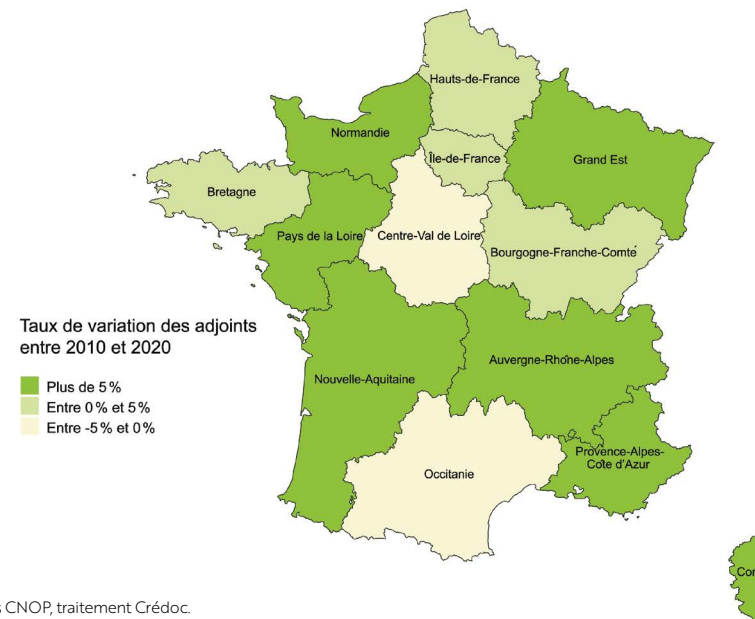 Hauts-de-France
Normandie
Île-de-France
Grand Est
Bretagne
Pays de la Loire
Centre-Val de Loire
Bourgogne-Franche-Comté
Taux de variation des adjoints
entre 2010 et 2020
Plus de 5 %
Entre 0 % et 5 %
Entre -5 % et 0 %
Auvergne-Rhône-Alpes
Nouvelle-Aquitaine
Provence-Alpes-
Côte d'Azur
Occitanie
CNOP, traitement Crédoc.